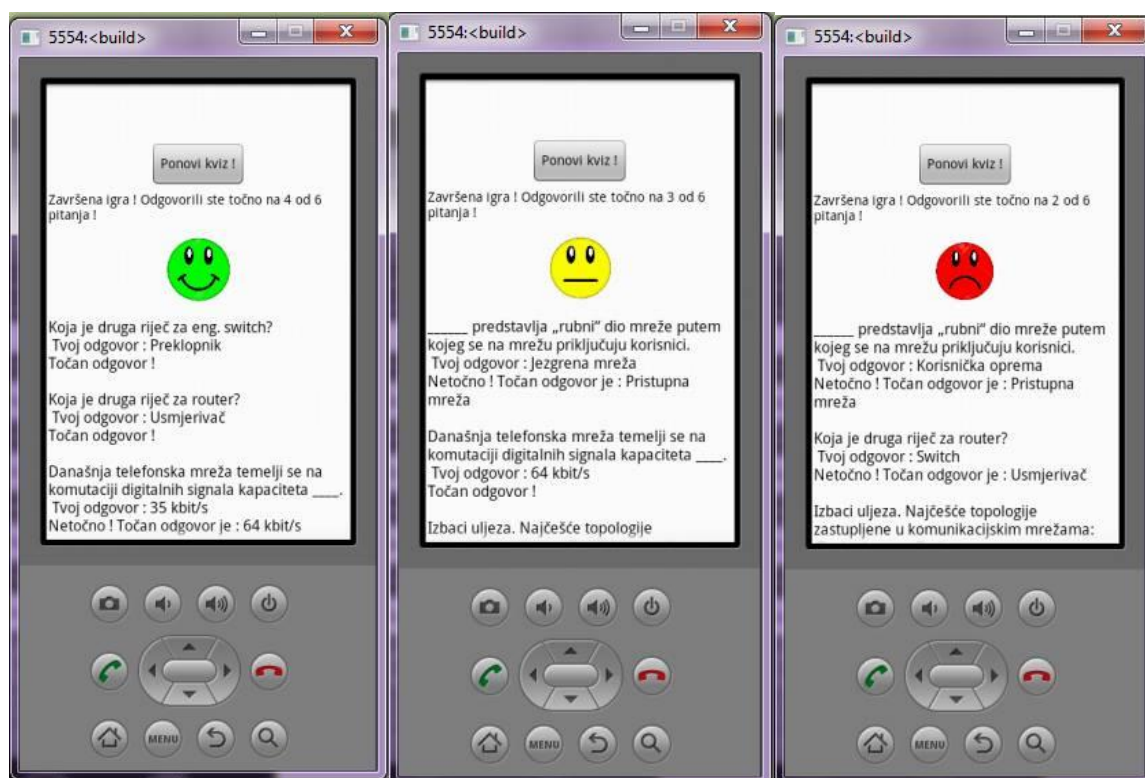 5554:<build>
Ponovi kviz !
Završena igra ! Odgovorili ste točno na 4 od 6
pitanja !
Koja je druga riječ za eng. switch?
Tvoj odgovor : Preklopnik
Točan odgovor !
Koja je druga riječ za router?
Tvoj odgovor : Usmjerivač
Točan odgovor !
Današnja telefonska mreža temelji se na
komutaciji digitalnih signala kapaciteta ____.
Tvoj odgovor : 35 kbit/s
Netočno ! Točan odgovor je : 64 kbit/s
MENU
5554:<build>
Ponovi kviz !
Završena igra ! Odgovorili ste točno na 3 od 6
pitanja !
______ predstavlja „rubni“ dio mreže putem
kojeg se na mrežu priključuju korisnici.
Tvoj odgovor : Jezgrena mreža
Netočno ! Točan odgovor je : Pristupna
mreža
Današnja telefonska mreža temelji se na
komutaciji digitalnih signala kapaciteta ____.
Tvoj odgovor : 64 kbit/s
Točan odgovor !
Izbaci uljeza. Najčešće topologije
MENU
5554:<build>
Ponovi kviz !
Završena igra ! Odgovorili ste točno na 2 od 6
pitanja !
______ predstavlja „rubni“ dio mreže putem
kojeg se na mrežu priključuju korisnici.
Tvoj odgovor : Korisnička oprema
Netočno ! Točan odgovor je : Pristupna
mreža
Koja je druga riječ za router?
Tvoj odgovor : Switch
Netočno ! Točan odgovor je : Usmjerivač
Izbaci uljeza. Najčešće topologije
zastupljene u komunikacijskim mrežama:
MENU